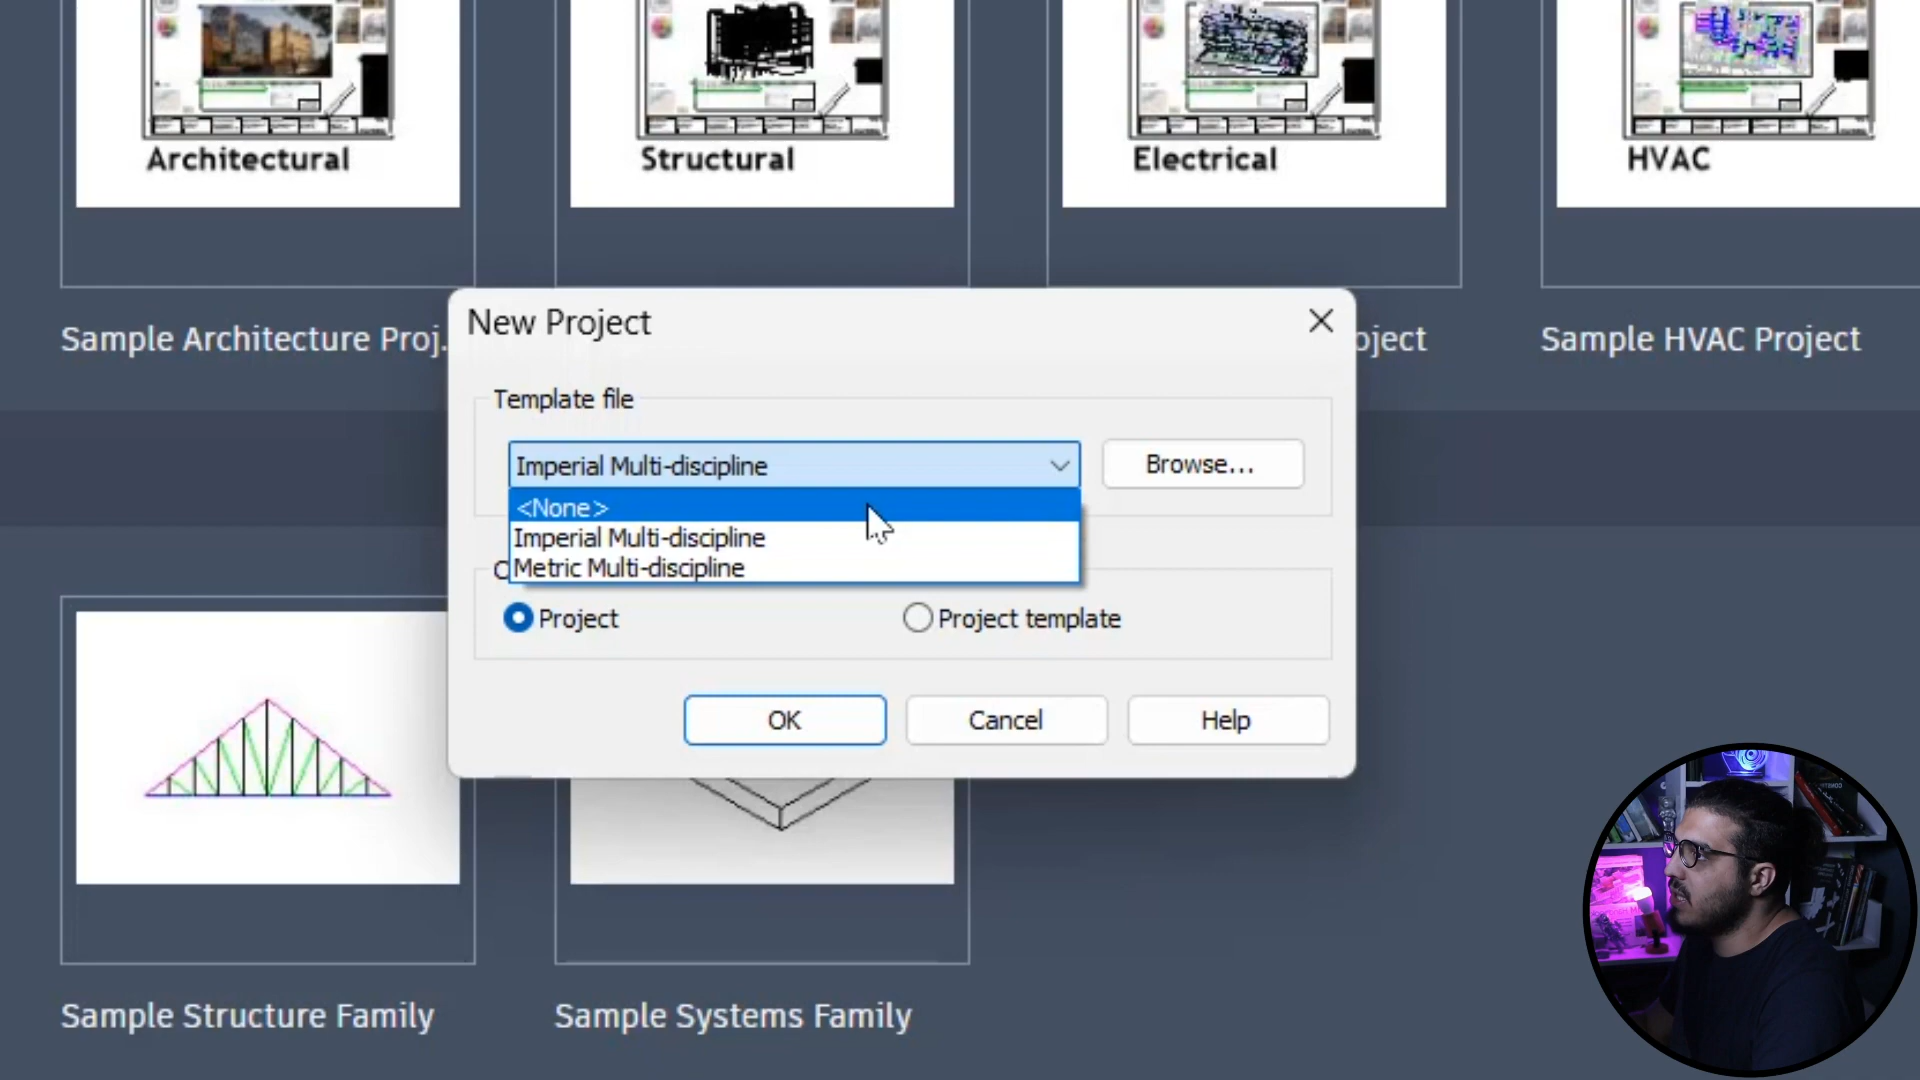 Architectural
Structural
Electrical
HVAC
Sample Architecture Proj.
oject
Sample HVAC Project
New Project
Template file
Imperial Multi-discipline
Browse...
<None>
Imperial Multi-discipline
Metric Multi-discipline
C
Project
Project template
OK
Cancel
Help
Sample Structure Family
Sample Systems Family